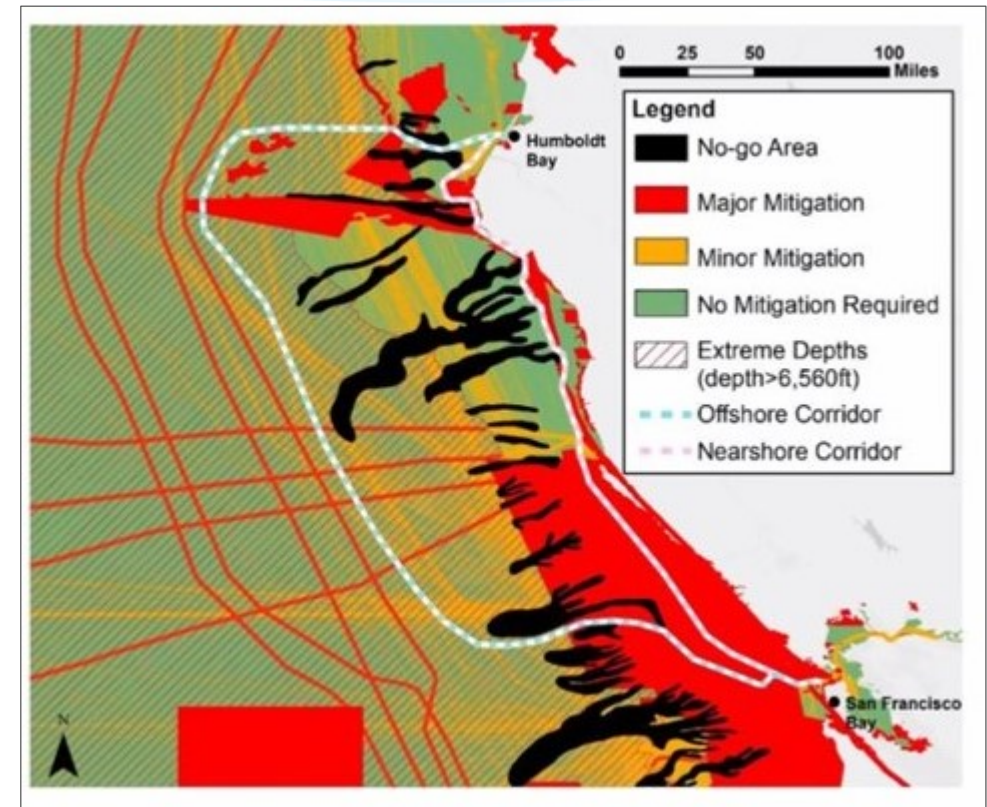 0 25 50 100
Miles
Legend
No-go Area
Major Mitigation
Minor Mitigation
No Mitigation Required
Extreme Depths
(depth>6,560ft)
Offshore Corridor
Nearshore Corridor
Humboldt
Bay
San Francisco
Bay
N